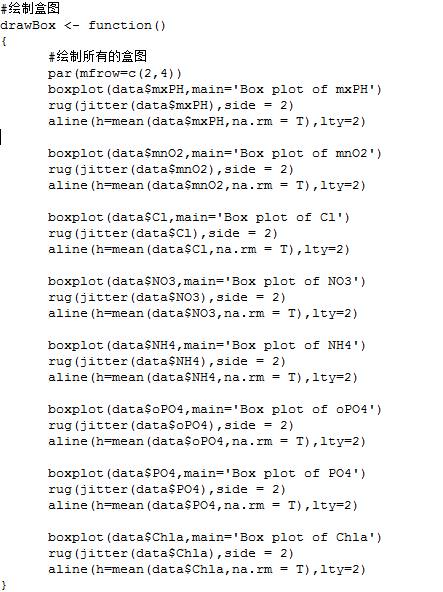 #绘制盒图
drawBox <- function()
{
#绘制所有的盒图
par(mfrow=c(2,4))
boxplot(data$mxPH,main='Box plot of mxPH')
rug(jitter(data$mxPH),side = 2)
aline(h=mean(data$mxPH,na.rm = T),lty=2)
boxplot(data$mnO2,main='Box plot of mnO2')
rug(jitter(data$mnO2),side = 2)
aline(h=mean(data$mnO2,na.rm = T),lty=2)
boxplot(data$Cl,main='Box plot of Cl')
rug(jitter(data$Cl),side = 2)
aline(h=mean(data$Cl,na.rm = T),lty=2)
boxplot(data$NO3,main='Box plot of NO3')
rug(jitter(data$NO3),side = 2)
aline(h=mean(data$NO3,na.rm = T),lty=2)
boxplot(data$NH4,main='Box plot of NH4')
rug(jitter(data$NH4),side = 2)
aline(h=mean(data$NH4,na.rm = T),lty=2)
boxplot(data$oPO4,main='Box plot of oPO4')
rug(jitter(data$oPO4),side = 2)
aline(h=mean(data$oPO4,na.rm = T),lty=2)
boxplot(data$PO4,main='Box plot of PO4')
rug(jitter(data$PO4),side = 2)
aline(h=mean(data$PO4,na.rm = T),lty=2)
boxplot(data$Chla,main='Box plot of Chla')
rug(jitter(data$Chla),side = 2)
aline(h=mean(data$Chla,na.rm = T),lty=2)
}